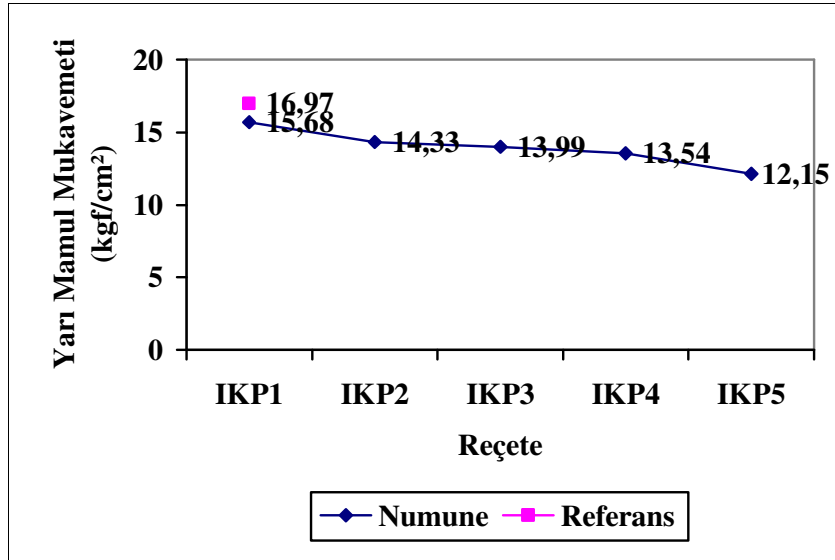 Yarı Mamul Mukavemeti
(kgf/cm²)
20
15
10
5
0
16,97
15,68
14,33
13,99
13,54
12,15
IKP1 IKP2 IKP3 IKP4 IKP5
Reçete
Numune Referans